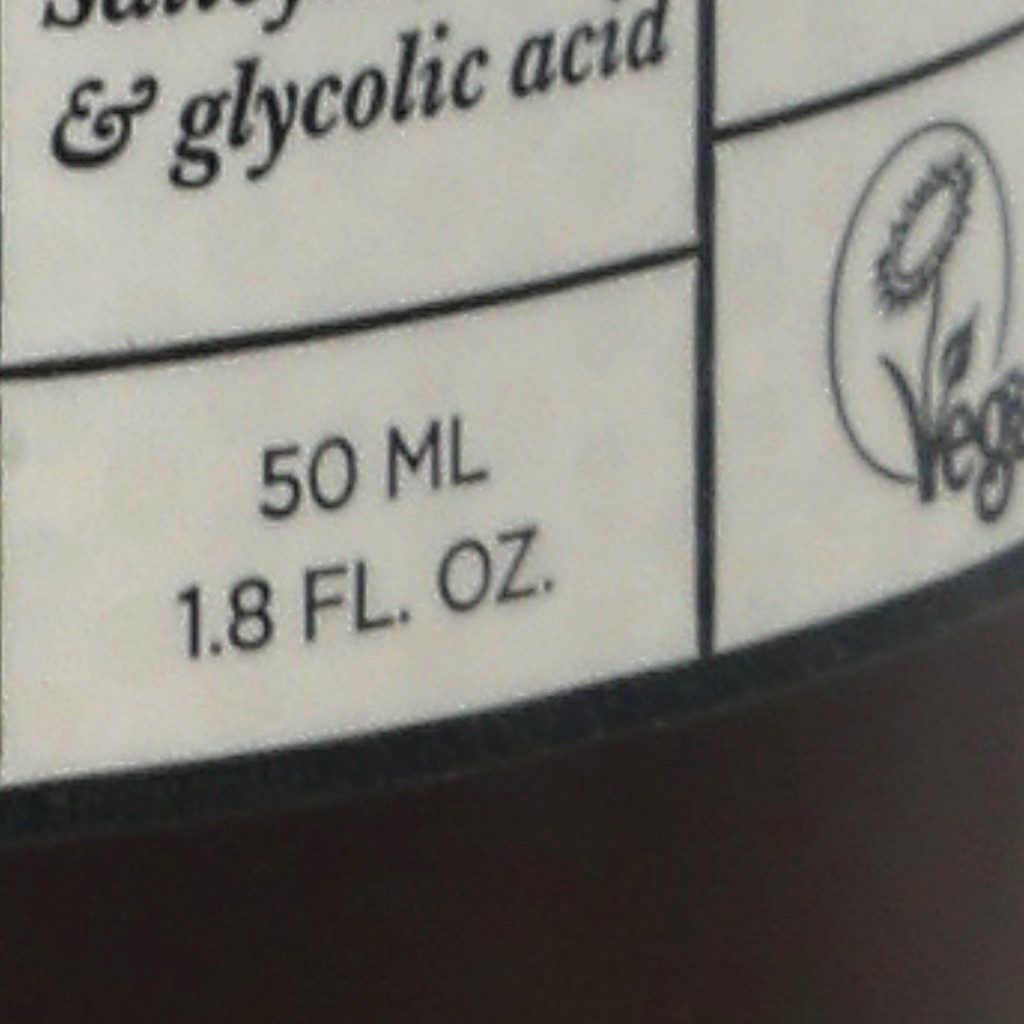 & glycolic acid
50 ML
1.8 FL. OZ.